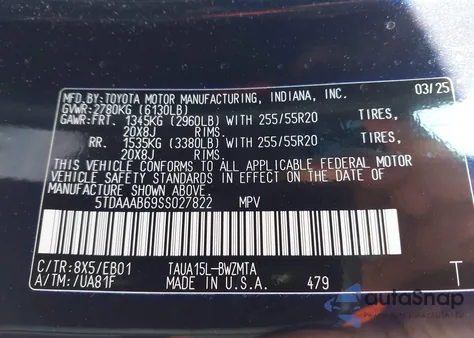 MFD.BY:TOYOTA MOTOR MANUFACTURING, INDIANA, INC. 03/25
GVWR:2780KG (6130LB)
GAWR:FRT. 1345KG (2960LB) WITH 255/55R20 TIRES,
20X8J RIMS.
RR. 1535KG (3380LB) WITH 255/55R20 TIRES,
20X8J RIMS.
THIS VEHICLE CONFORMS TO ALL APPLICABLE FEDERAL MOTOR
VEHICLE SAFETY STANDARDS IN EFFECT ON THE DATE OF
MANUFACTURE SHOWN ABOVE.
5TDAAAB69SS027822 MPV
C/TR:8X5/EB01 TAUA15L-BWZMTA T
A/TM:/UA81F MADE IN U.S.A. 479
autoSnap